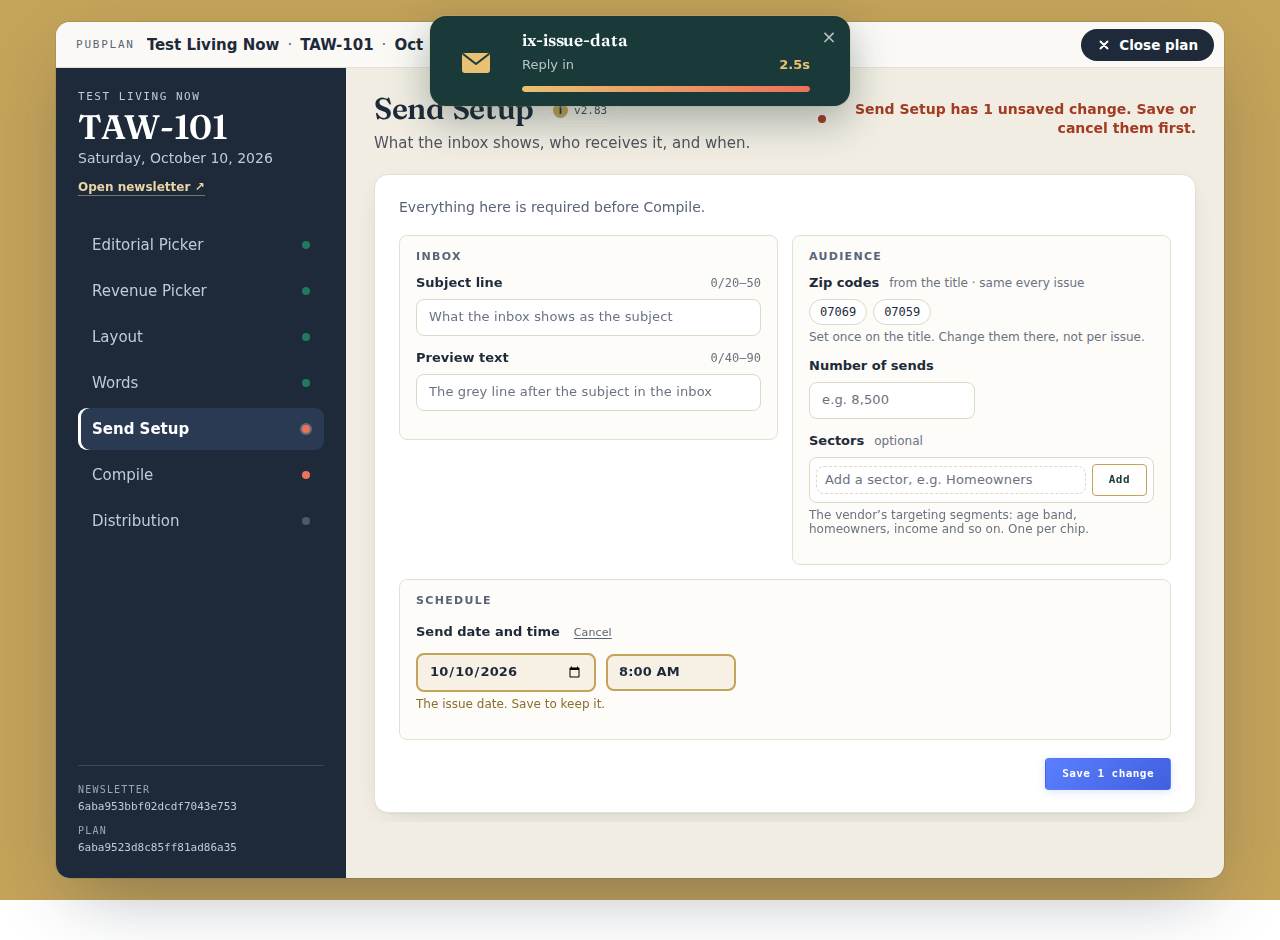 PUBPLAN Test Living Now · TAW-101 · Oct
✕ Close plan
ix-issue-data
Reply in 2.5s
TEST LIVING NOW
TAW-101
Saturday, October 10, 2026
Open newsletter ↗
Editorial Picker
Revenue Picker
Layout
Words
Send Setup
Compile
Distribution
NEWSLETTER
6aba953bbf02dcdf7043e753
PLAN
6aba9523d8c85ff81ad86a35
Send Setup v2.83
What the inbox shows, who receives it, and when.
Send Setup has 1 unsaved change. Save or
cancel them first.
Everything here is required before Compile.
INBOX
Subject line 0/20–50
What the inbox shows as the subject
Preview text 0/40–90
The grey line after the subject in the inbox
AUDIENCE
Zip codes from the title · same every issue
07069 07059
Set once on the title. Change them there, not per issue.
Number of sends
e.g. 8,500
Sectors optional
Add a sector, e.g. Homeowners Add
The vendor’s targeting segments: age band,
homeowners, income and so on. One per chip.
SCHEDULE
Send date and time Cancel
10/10/2026 8:00 AM
The issue date. Save to keep it.
Save 1 change